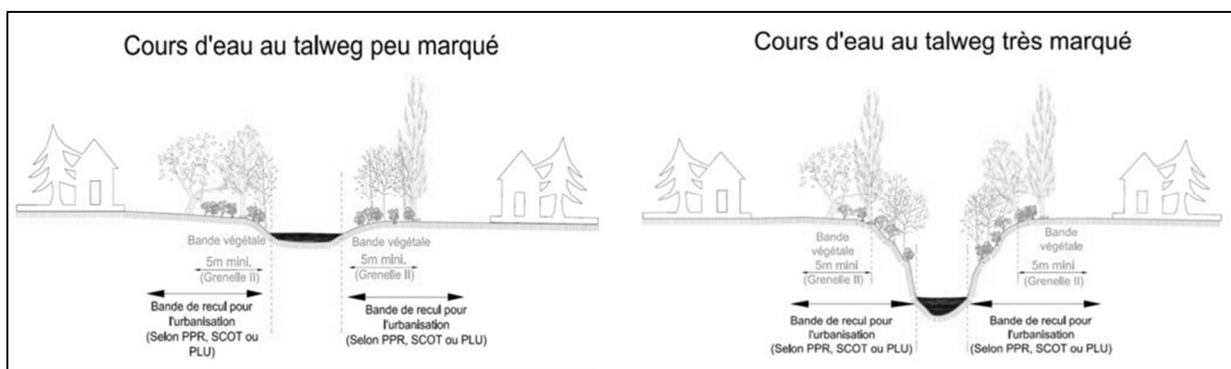 Cours d'eau au talweg peu marqué
Bande végétale
5m mini.
(Grenelle II)
Bande de recul pour
l'urbanisation
(Selon PPR, SCOT ou
PLU)
Bande végétale
5m mini.
(Grenelle II)
Bande de recul pour
l'urbanisation
(Selon PPR, SCOT ou PLU)
Cours d'eau au talweg très marqué
Bande
végétale
5m mini
(Grenelle II)
Bande de recul pour
l'urbanisation
(Selon PPR, SCOT ou PLU)
Bande
végétale
5m mini
(Grenelle II)
Bande de recul pour
l'urbanisation
(Selon PPR, SCOT ou PLU)